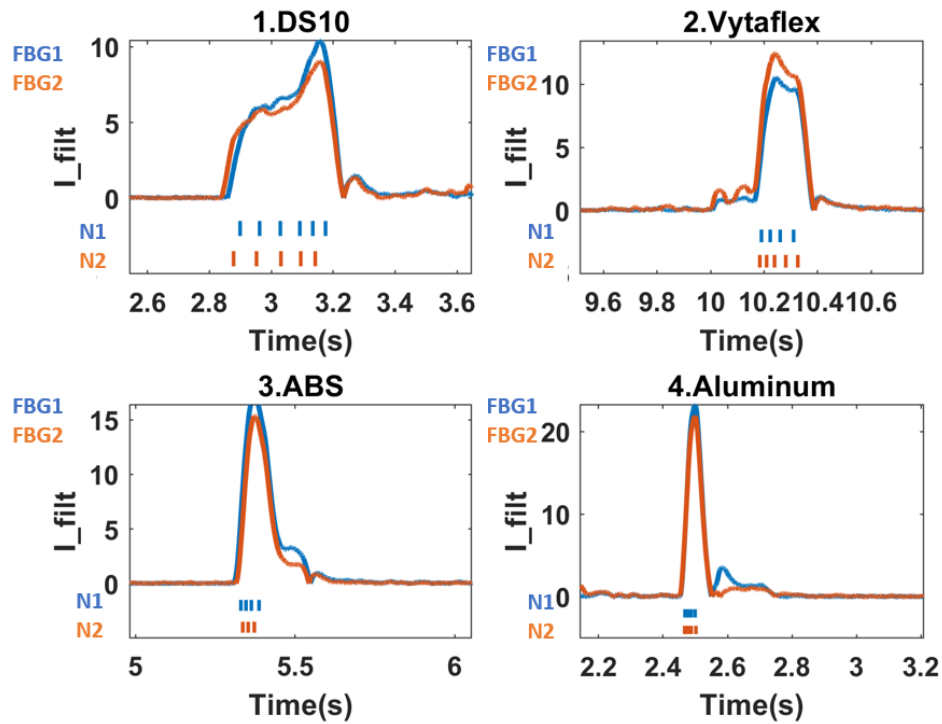 1.DS10
FBG1
FBG2
10
5
0
I_filt
N1
N2
2.6 2.8 3 3.2 3.4 3.6
Time(s)
2.Vytaflex
FBG1
FBG2
10
5
0
I_filt
N1
N2
9.6 9.8 10 10.2 10.4 10.6
Time(s)
3.ABS
FBG1
FBG2
15
10
5
0
I_filt
N1
N2
5 5.5 6
Time(s)
4.Aluminum
FBG1
FBG2
20
10
0
I_filt
N1
N2
2.2 2.4 2.6 2.8 3 3.2
Time(s)